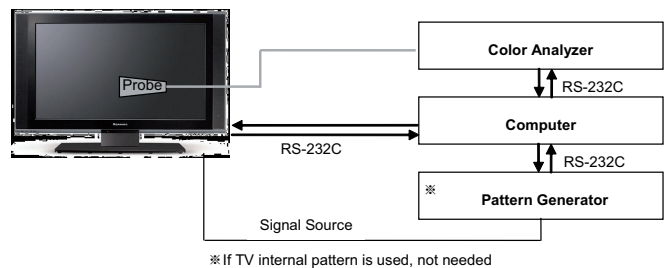 Color Analyzer
Probe
RS-232C
Computer
RS-232C
RS-232C
※
Pattern Generator
Signal Source
※If TV internal pattern is used, not needed